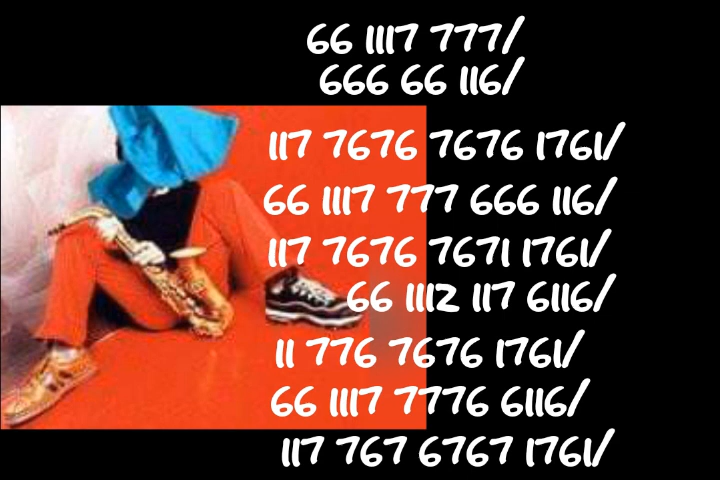 66 1117 777/
666 66 116/
117 7676 7676 1761/
66 1117 777 666 116/
117 7676 7671 1761/
66 1112 117 6116/
11 776 7676 1761/
66 1117 7776 6116/
117 767 6767 1761/